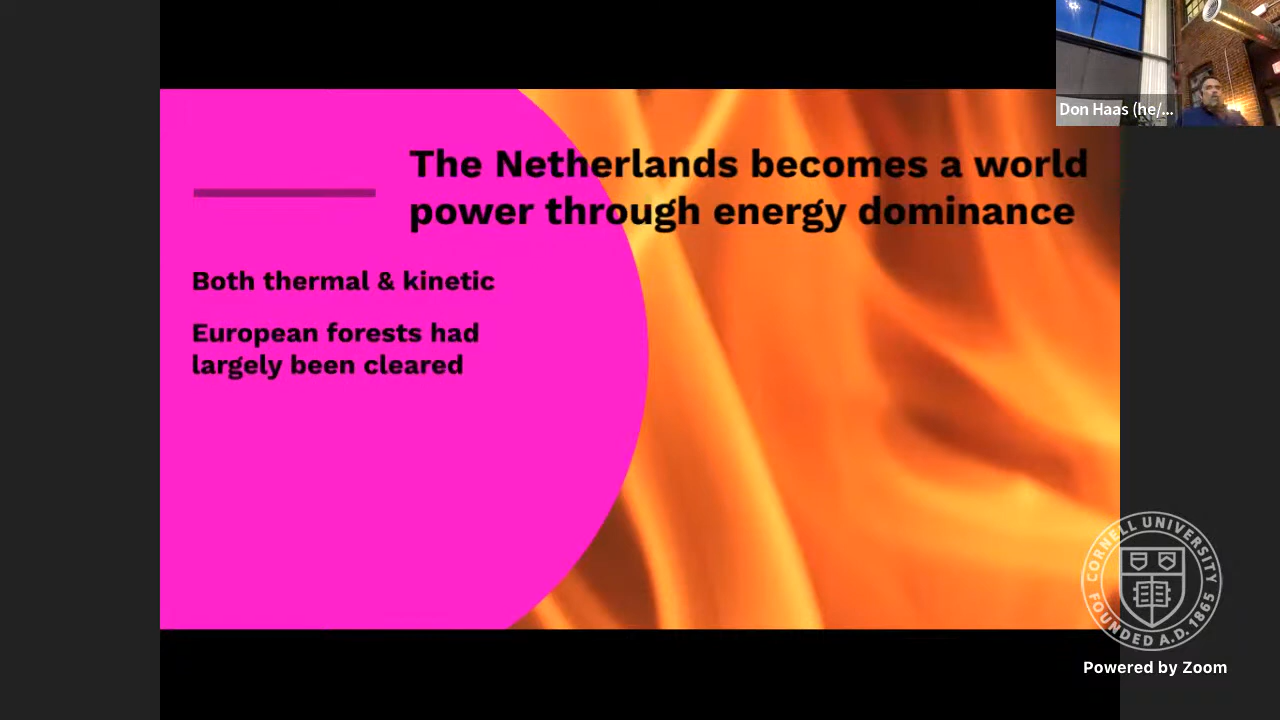 Don Haas (he/...
The Netherlands becomes a world
power through energy dominance
Both thermal & kinetic
European forests had
largely been cleared
CORNELL UNIVERSITY
FOUNDED A.D. 1865
Powered by Zoom